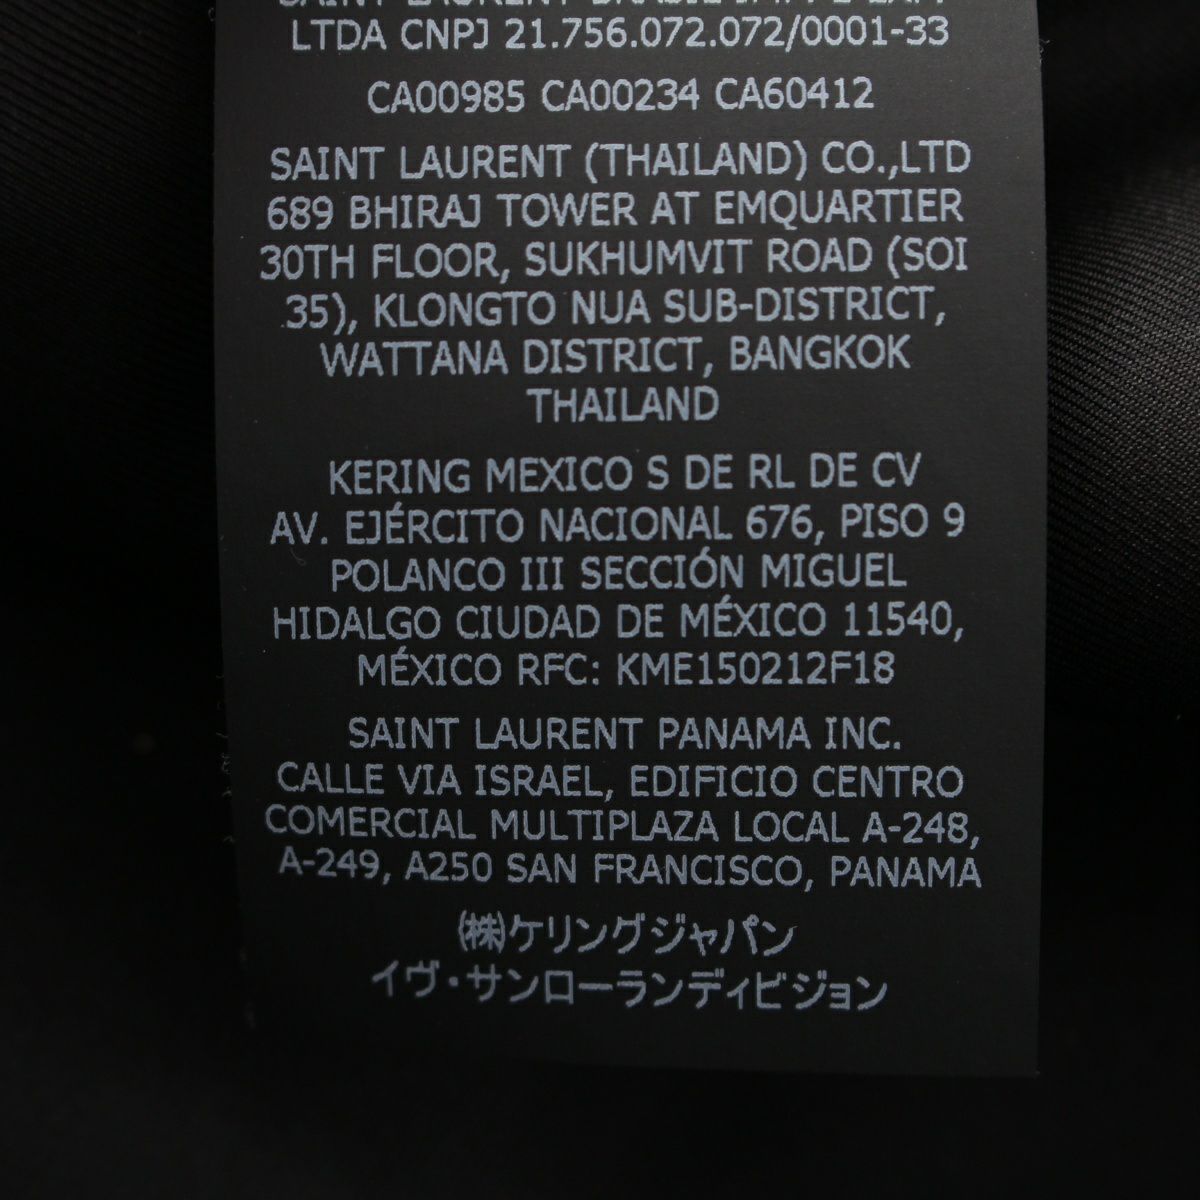 SAINT LAURENT BRASIL
LTDA CNPJ 21.756.072.072/0001-33
CA00985 CA00234 CA60412
SAINT LAURENT (THAILAND) CO.,LTD
689 BHIRAJ TOWER AT EMQUARTIER
30TH FLOOR, SUKHUMVIT ROAD (SOI
35), KLONGTO NUA SUB-DISTRICT,
WATTANA DISTRICT, BANGKOK
THAILAND
KERING MEXICO S DE RL DE CV
AV. EJÉRCITO NACIONAL 676, PISO 9
POLANCO III SECCIÓN MIGUEL
HIDALGO CIUDAD DE MÉXICO 11540,
MÉXICO RFC: KME150212F18
SAINT LAURENT PANAMA INC.
CALLE VIA ISRAEL, EDIFICIO CENTRO
COMERCIAL MULTIPLAZA LOCAL A-248,
A-249, A250 SAN FRANCISCO, PANAMA
(株)ケリングジャパン
イヴ・サンローランディビジョン